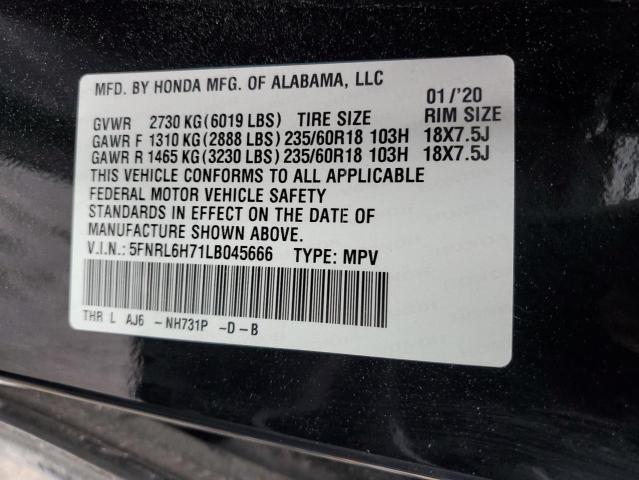 MFD. BY HONDA MFG. OF ALABAMA, LLC
01/'20
GVWR 2730 KG(6019 LBS) TIRE SIZE RIM SIZE
GAWR F 1310 KG(2888 LBS)235/60R18 103H 18X7.5J
GAWR R 1465 KG(3230 LBS)235/60R18 103H 18X7.5J
THIS VEHICLE CONFORMS TO ALL APPLICABLE
FEDERAL MOTOR VEHICLE SAFETY
STANDARDS IN EFFECT ON THE DATE OF
MANUFACTURE SHOWN ABOVE.
V.I.N.: 5FNRL6H71LB045666 TYPE: MPV
THR L AJ6 -NH731P -D-B